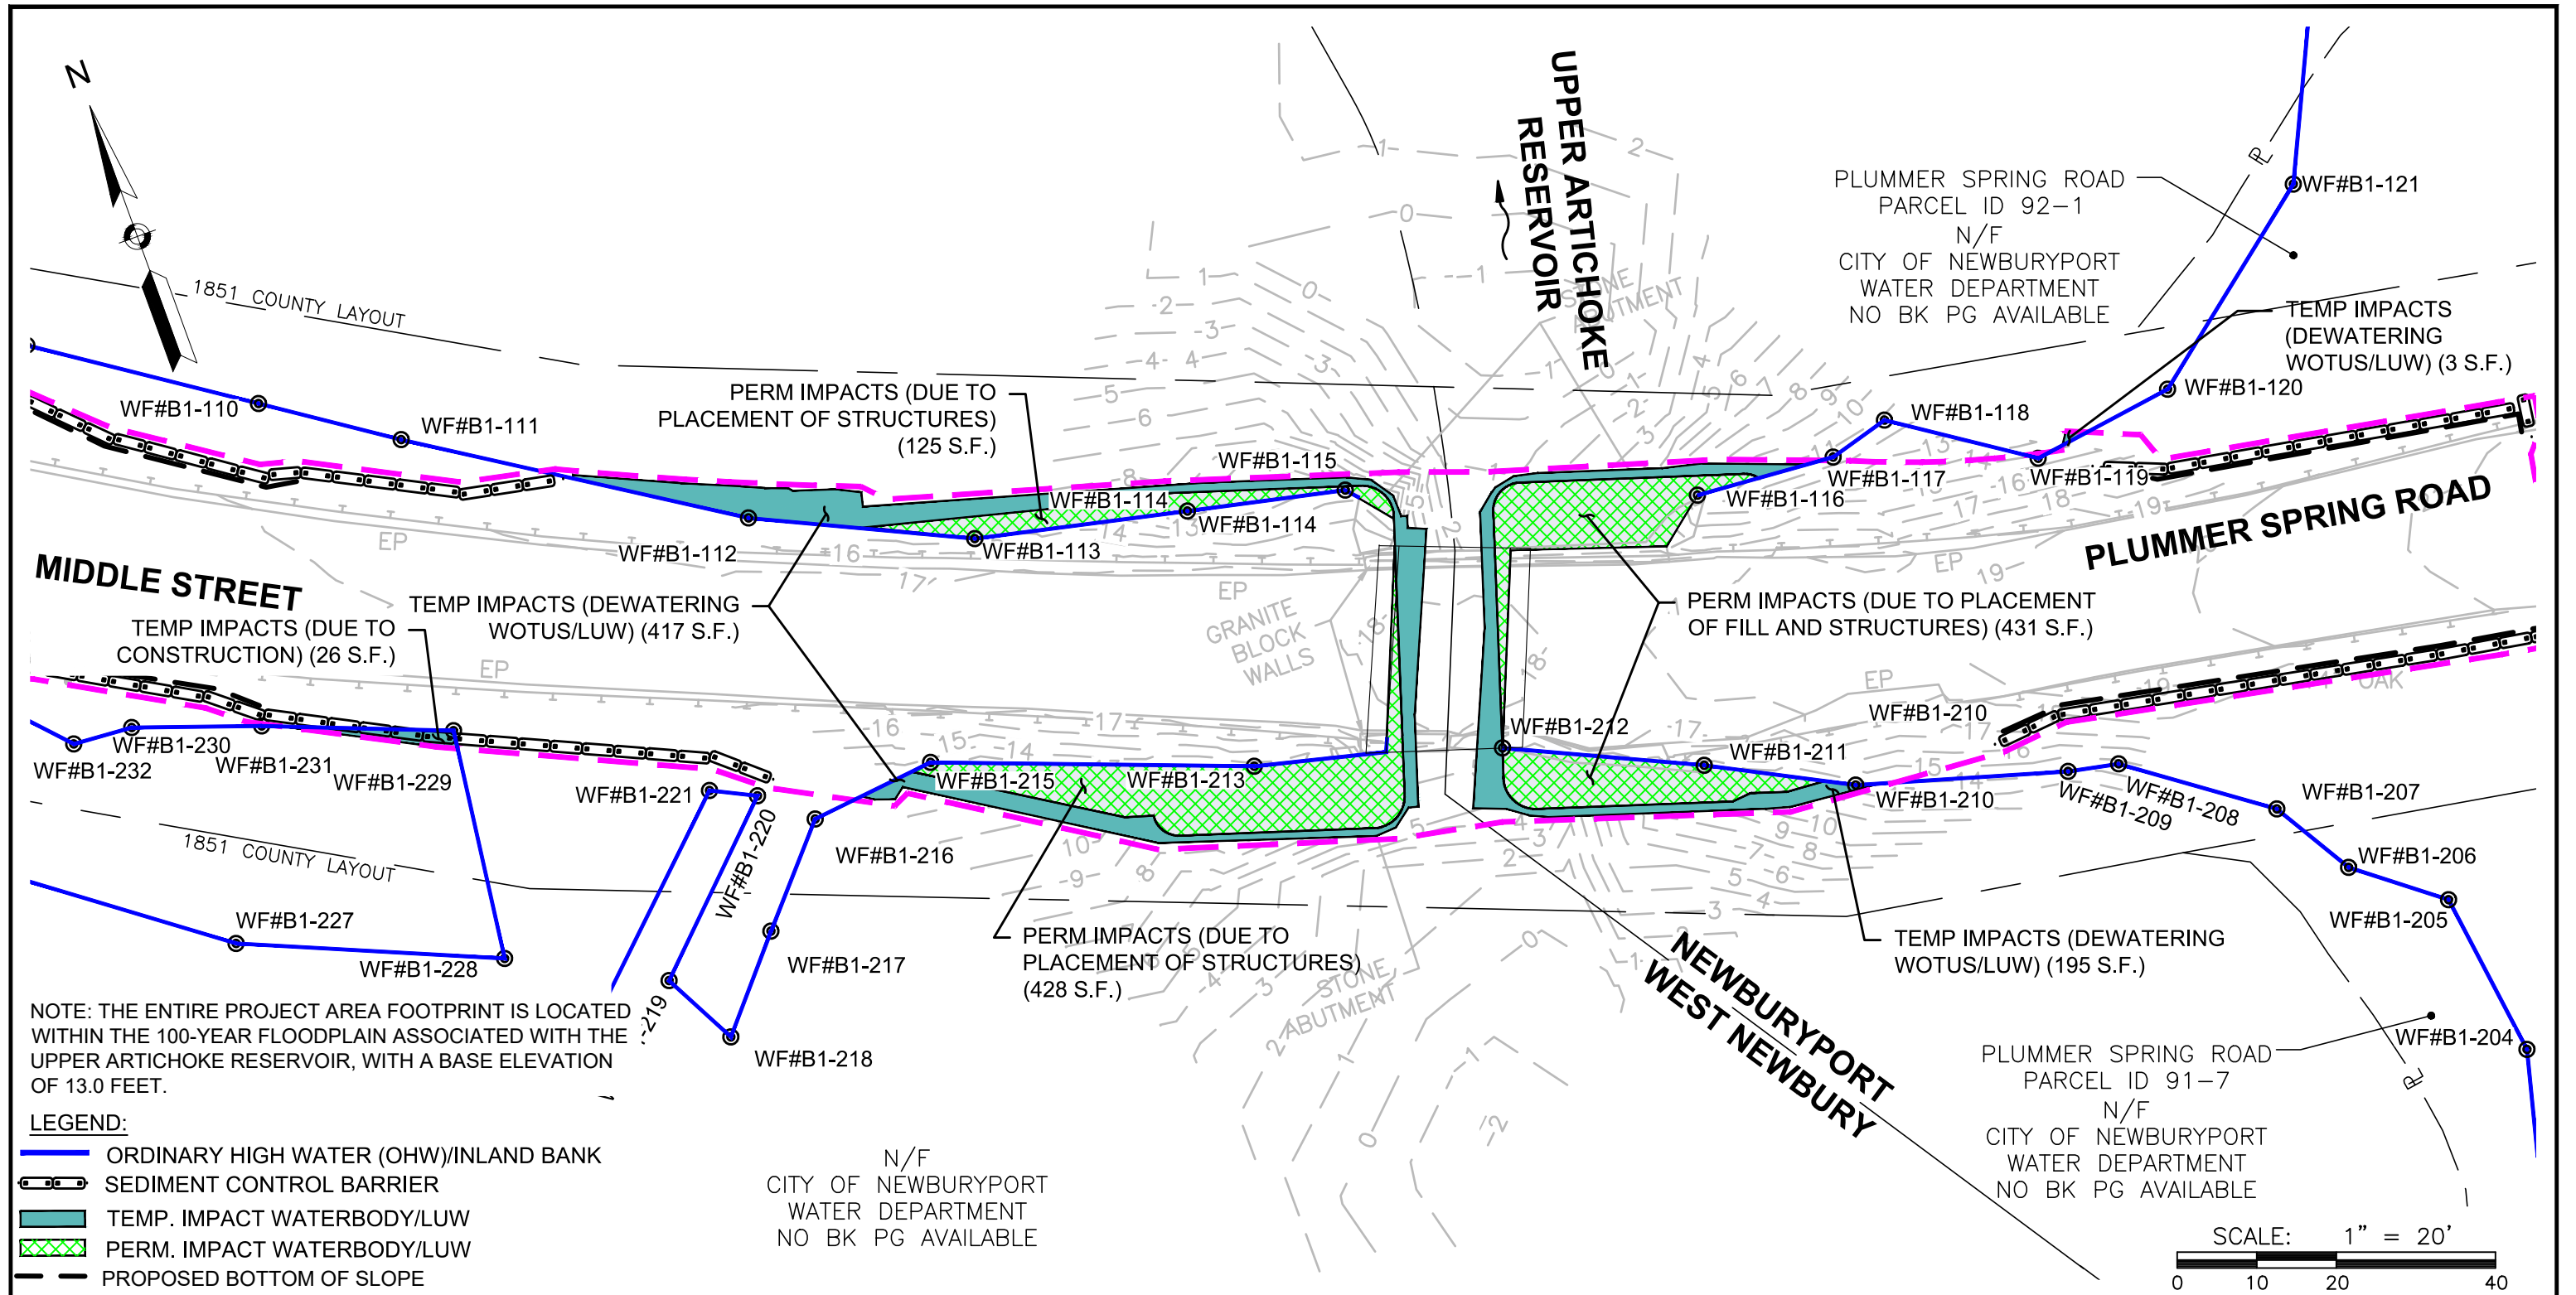 N
1851 COUNTY LAYOUT
UPPER ARTICHOKE
RESERVOIR
PLUMMER SPRING ROAD
PARCEL ID 92-1
N/F
CITY OF NEWBURYPORT
WATER DEPARTMENT
NO BK PG AVAILABLE
PL
WF#B1-121
TEMP IMPACTS
(DEWATERING
WOTUS/LUW) (3 S.F.)
WF#B1-120
WF#B1-110
WF#B1-111
PERM IMPACTS (DUE TO
PLACEMENT OF STRUCTURES)
(125 S.F.)
WF#B1-115
WF#B1-114
WF#B1-114
WF#B1-113
WF#B1-112
WF#B1-118
WF#B1-117
WF#B1-116
WF#B1-119
STONE
ABUTMENT
PLUMMER SPRING ROAD
MIDDLE STREET
EP
EP
EP
EP
EP
TEMP IMPACTS (DUE TO
CONSTRUCTION) (26 S.F.)
TEMP IMPACTS (DEWATERING
WOTUS/LUW) (417 S.F.)
GRANITE
BLOCK
WALLS
PERM IMPACTS (DUE TO PLACEMENT
OF FILL AND STRUCTURES) (431 S.F.)
OAK
WF#B1-232
WF#B1-230
WF#B1-231
WF#B1-229
WF#B1-221
WF#B1-220
WF#B1-215
WF#B1-213
WF#B1-212
WF#B1-211
WF#B1-210
WF#B1-210
WF#B1-209
WF#B1-208
WF#B1-207
WF#B1-206
WF#B1-205
WF#B1-204
WF#B1-216
WF#B1-217
WF#B1-218
-219
WF#B1-227
WF#B1-228
1851 COUNTY LAYOUT
PERM IMPACTS (DUE TO
PLACEMENT OF STRUCTURES)
(428 S.F.)
STONE
ABUTMENT
TEMP IMPACTS (DEWATERING
WOTUS/LUW) (195 S.F.)
NEWBURYPORT
WEST NEWBURY
PLUMMER SPRING ROAD
PARCEL ID 91-7
N/F
CITY OF NEWBURYPORT
WATER DEPARTMENT
NO BK PG AVAILABLE
PL
N/F
CITY OF NEWBURYPORT
WATER DEPARTMENT
NO BK PG AVAILABLE
NOTE: THE ENTIRE PROJECT AREA FOOTPRINT IS LOCATED
WITHIN THE 100-YEAR FLOODPLAIN ASSOCIATED WITH THE
UPPER ARTICHOKE RESERVOIR, WITH A BASE ELEVATION
OF 13.0 FEET.
LEGEND:
ORDINARY HIGH WATER (OHW)/INLAND BANK
SEDIMENT CONTROL BARRIER
TEMP. IMPACT WATERBODY/LUW
PERM. IMPACT WATERBODY/LUW
PROPOSED BOTTOM OF SLOPE
SCALE: 1" = 20'
0 10 20 40